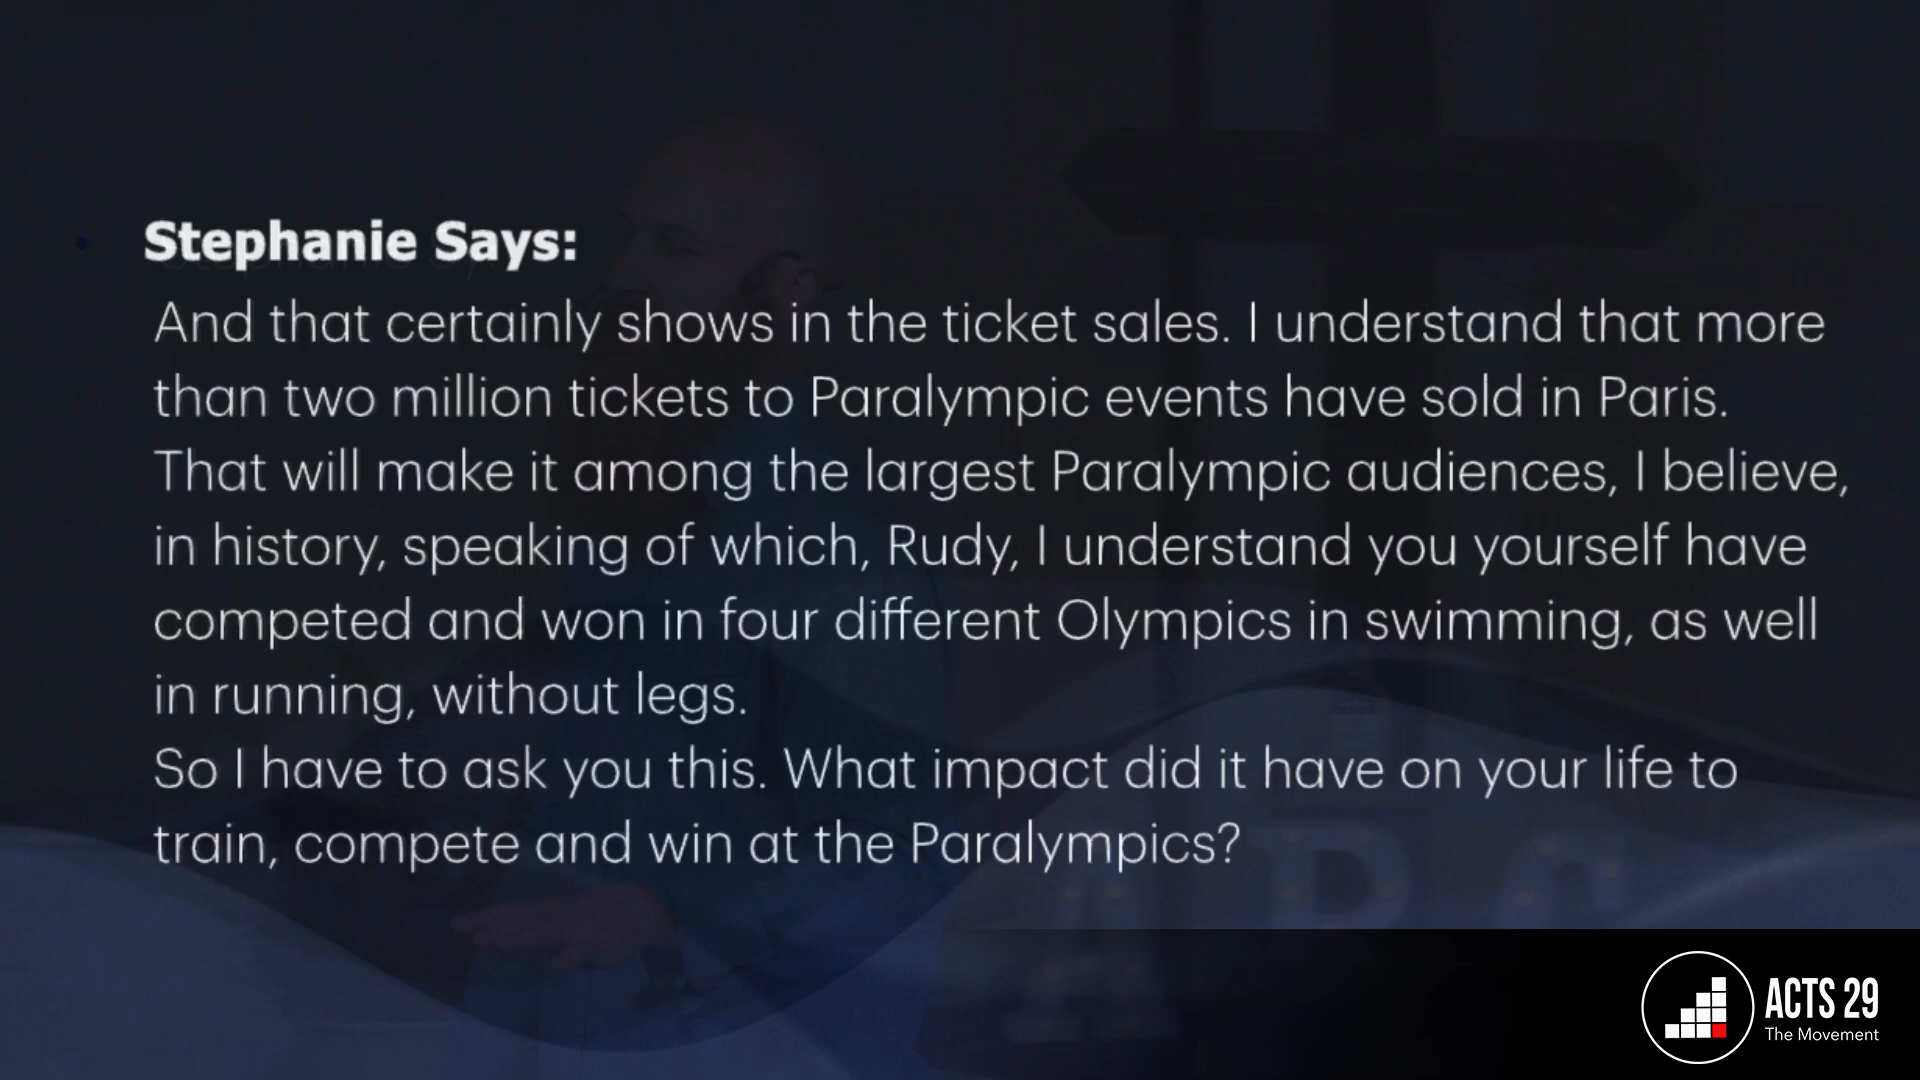 Stephanie Says:
And that certainly shows in the ticket sales. I understand that more
than two million tickets to Paralympic events have sold in Paris.
That will make it among the largest Paralympic audiences, I believe,
in history, speaking of which, Rudy, I understand you yourself have
competed and won in four different Olympics in swimming, as well
in running, without legs.
So I have to ask you this. What impact did it have on your life to
train, compete and win at the Paralympics?
ACTS 29
The Movement